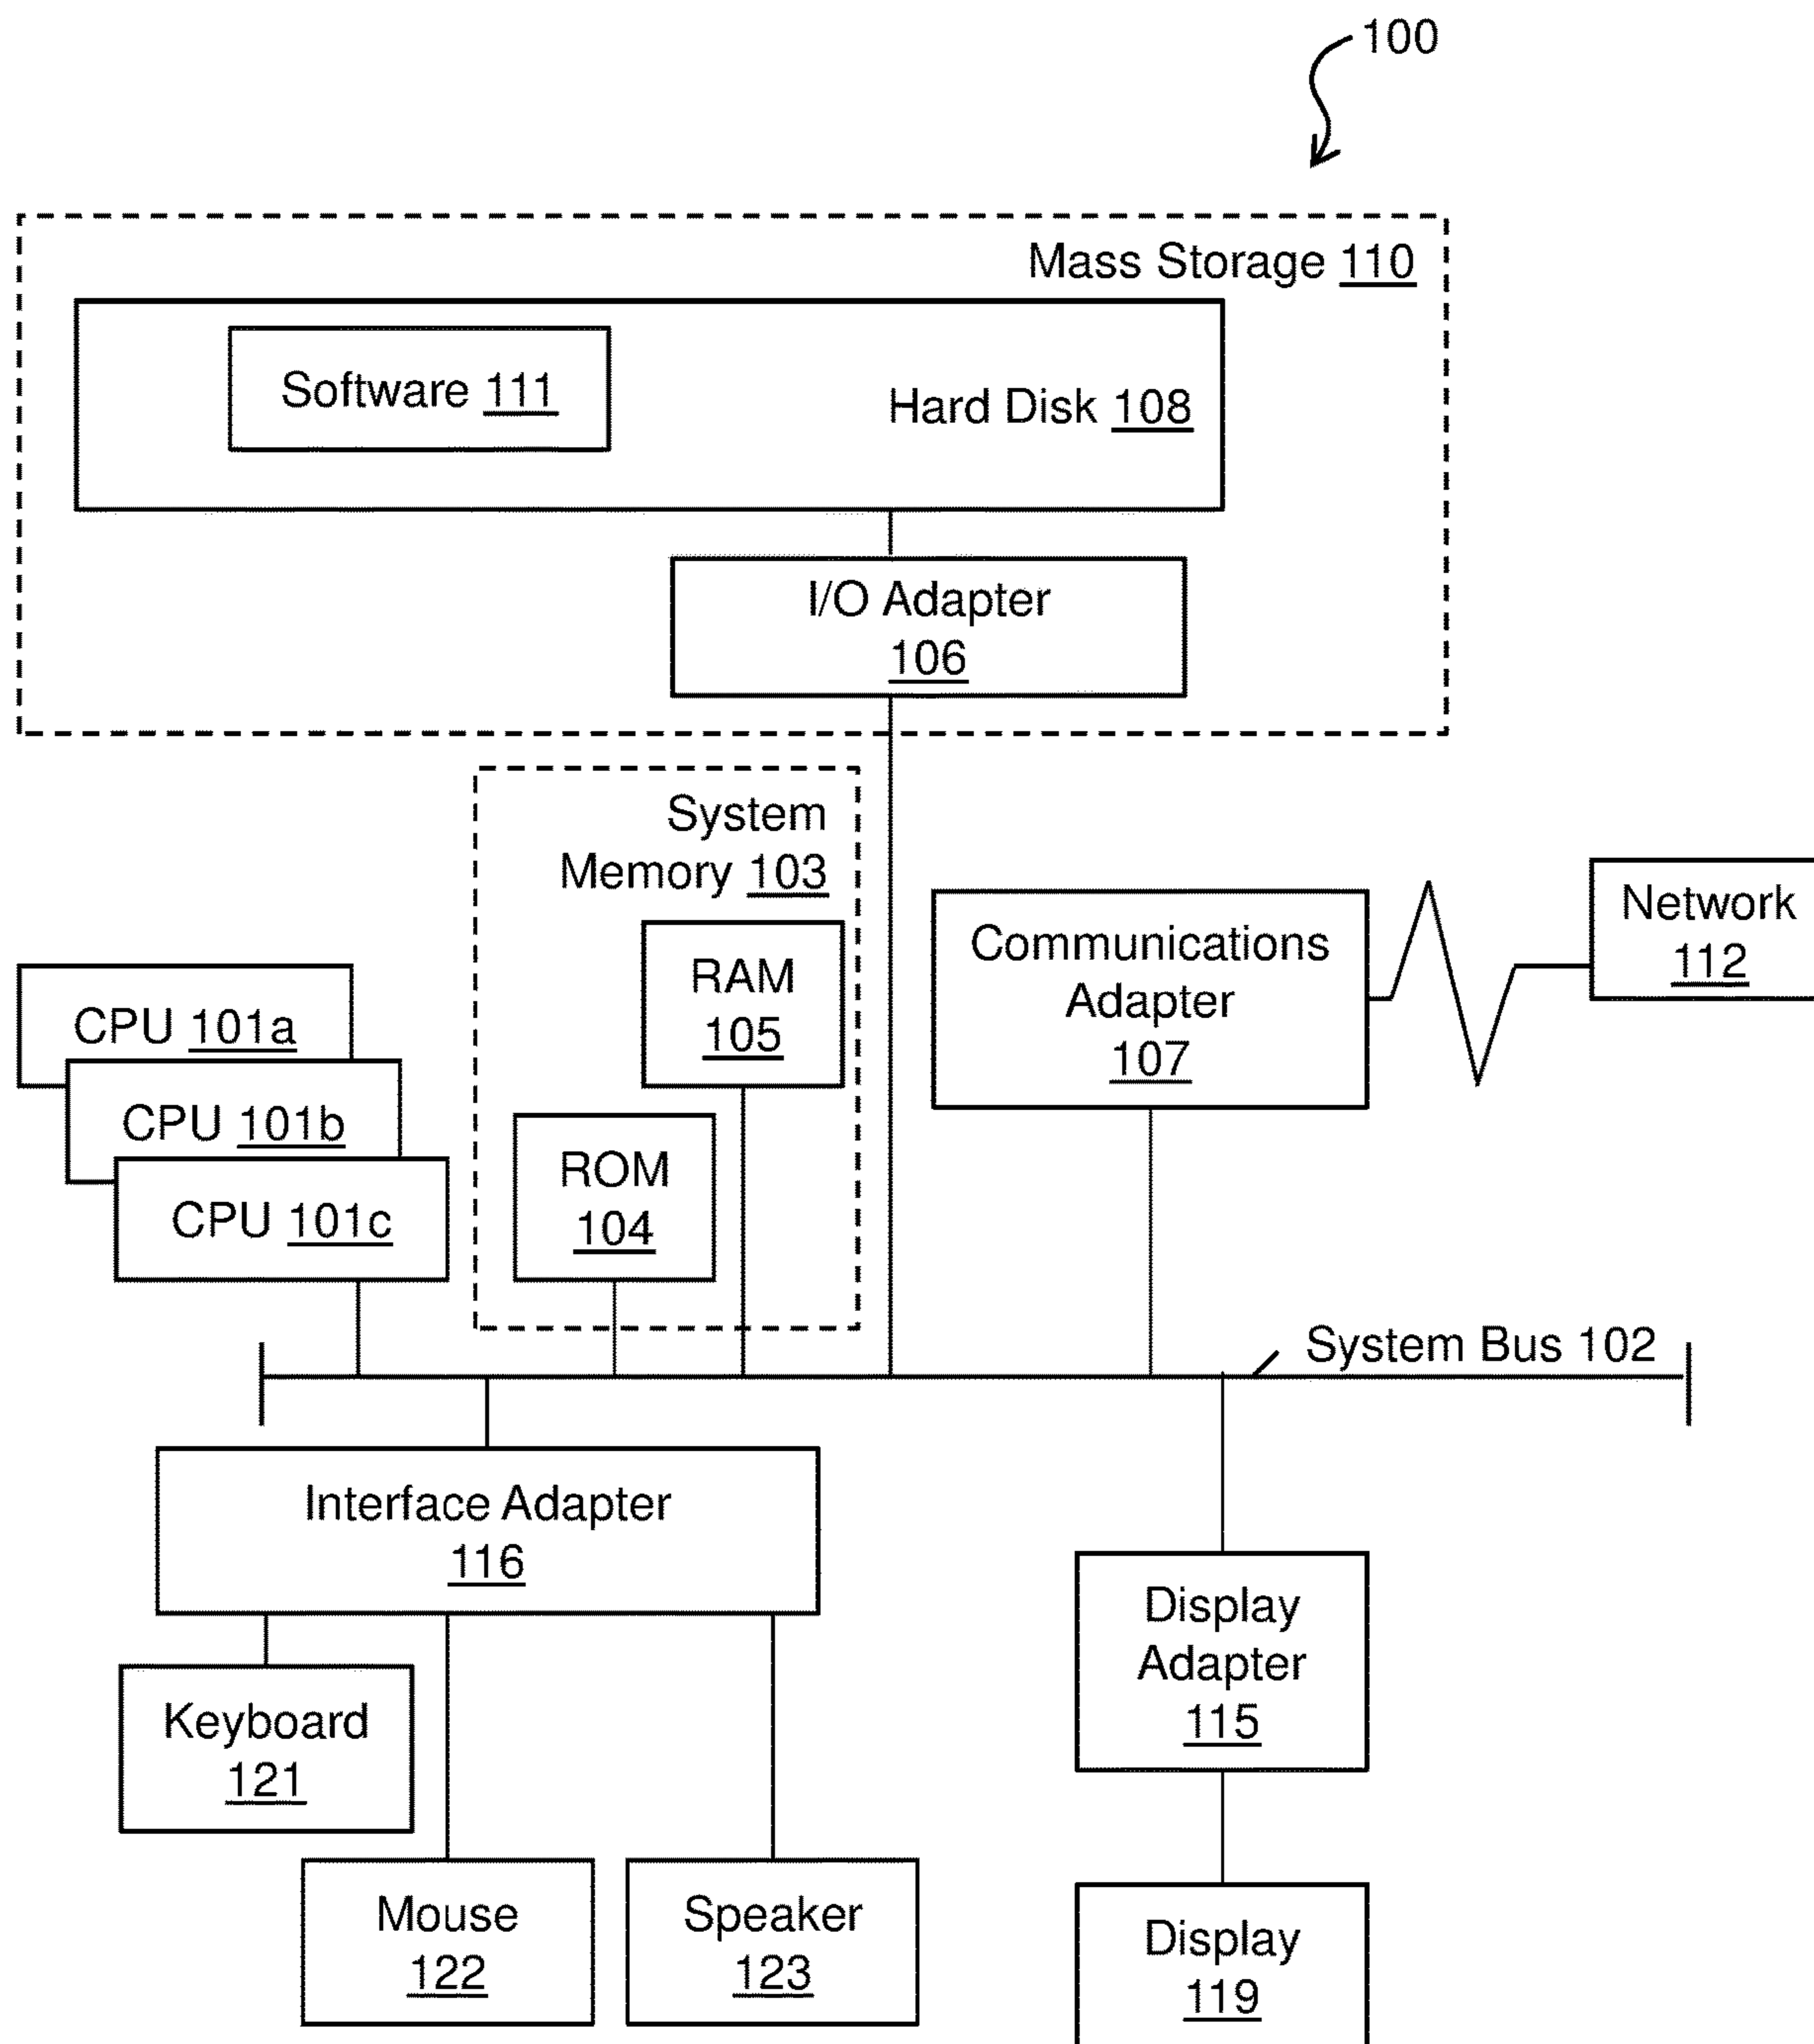 100
Mass Storage 110
Software 111
Hard Disk 108
I/O Adapter
106
System
Memory 103
RAM
105
ROM
104
Communications
Adapter
107
Network
112
CPU 101a
CPU 101b
CPU 101c
System Bus 102
Interface Adapter
116
Keyboard
121
Mouse
122
Speaker
123
Display
Adapter
115
Display
119